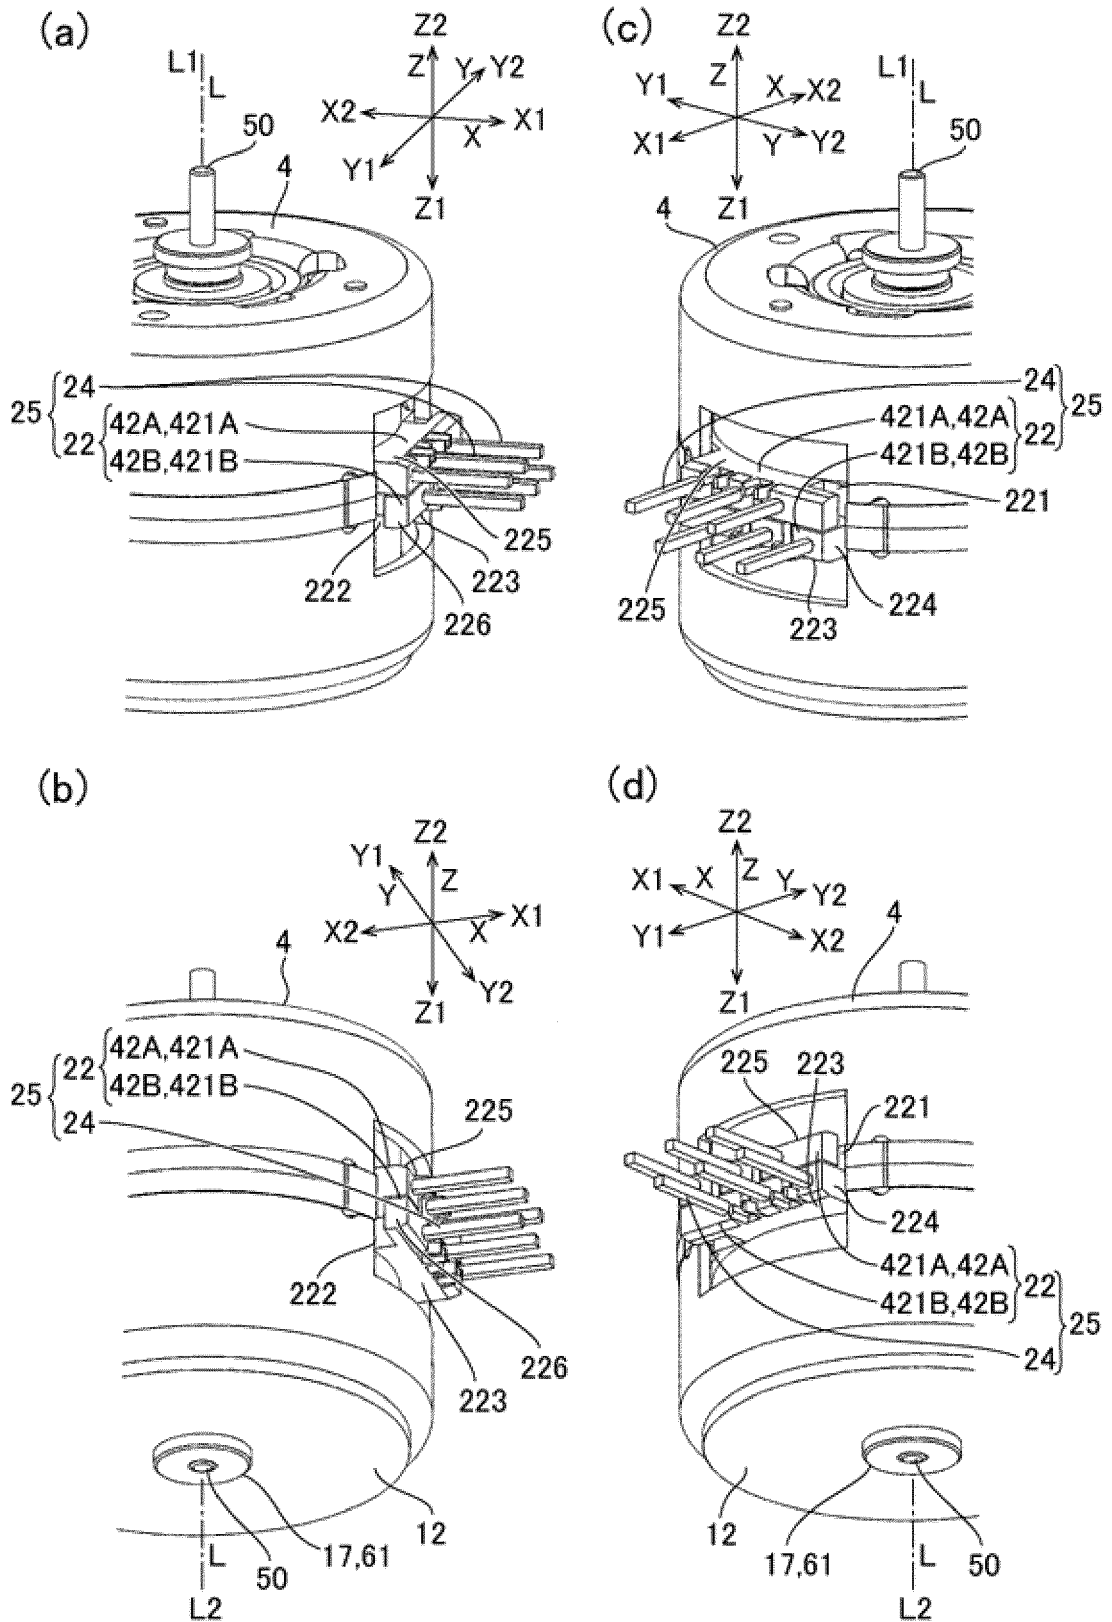 (a)
L1
L
50
4
Z2
Z
Y
Y2
X2
X1
X
Y1
Z1
25
24
22
42A,421A
42B,421B
222
225
223
226
(c)
Z2
Z
Y1
X
X2
X1
Y
Y2
Z1
L1
L
50
4
24
421A,42A
421B,42B
22
25
221
225
224
223
(b)
Z2
Y1
Z
Y
X1
X2
X
Y2
Z1
4
42A,421A
22
42B,421B
25
24
225
222
226
223
12
17,61
50
L
L2
(d)
Z2
X1
X
Z
Y
Y2
Y1
X2
Z1
4
225
223
221
224
421A,42A
22
421B,42B
25
24
12
17,61
L
50
L2